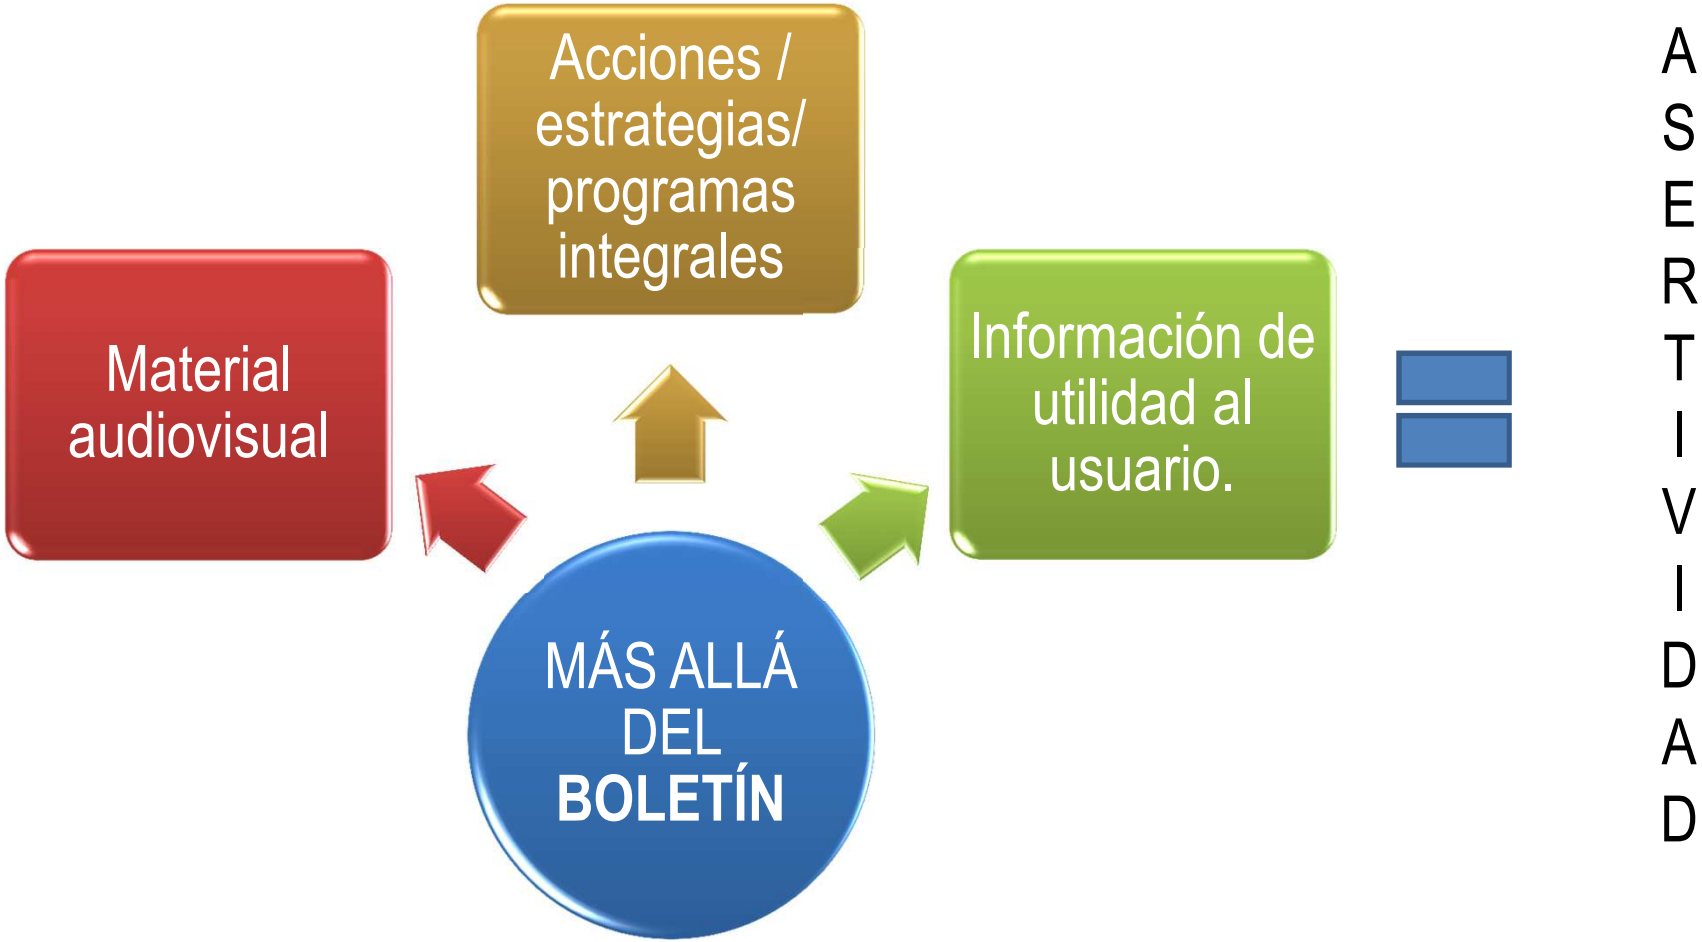 Acciones /
estrategias/
programas
integrales
Material
audiovisual
Información de
utilidad al
usuario.
MÁS ALLÁ
DEL
BOLETÍN
A
S
E
R
T
I
V
I
D
A
D